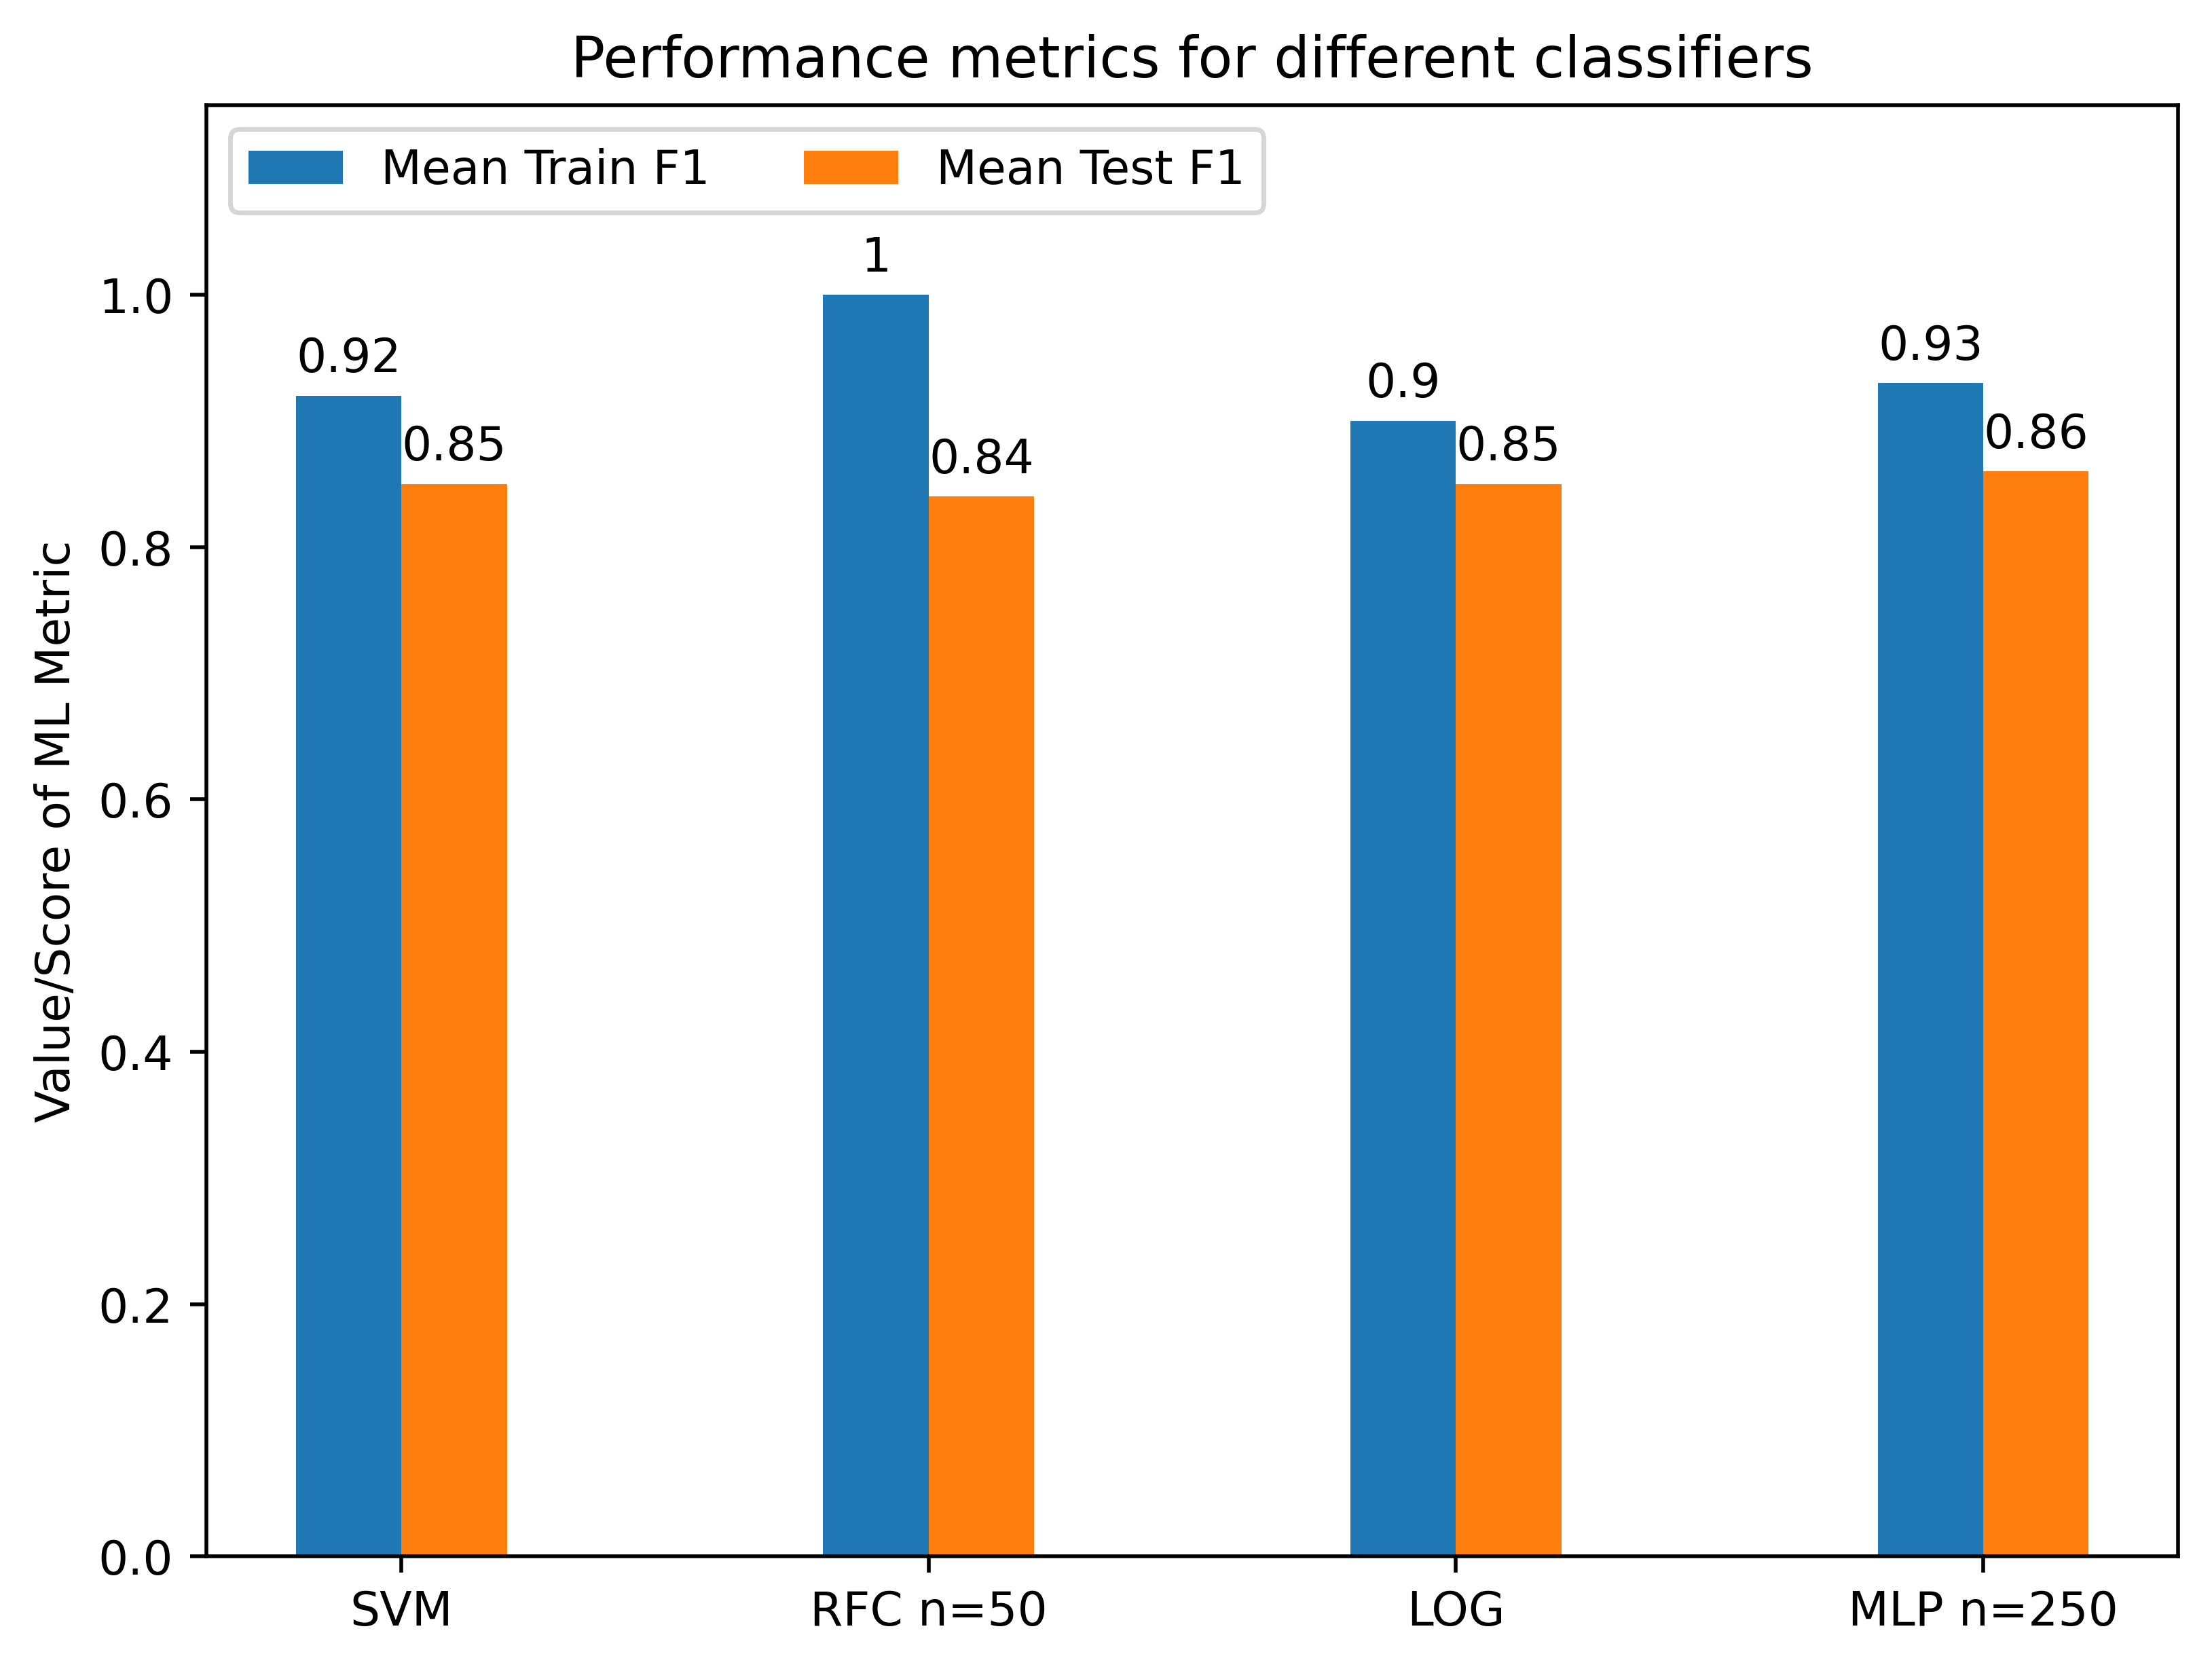 Performance metrics for different classifiers
Mean Train F1
Mean Test F1
Value/Score of ML Metric
1.0
0.8
0.6
0.4
0.2
0.0
0.92
0.85
1
0.84
0.9
0.85
0.93
0.86
SVM
RFC n=50
LOG
MLP n=250